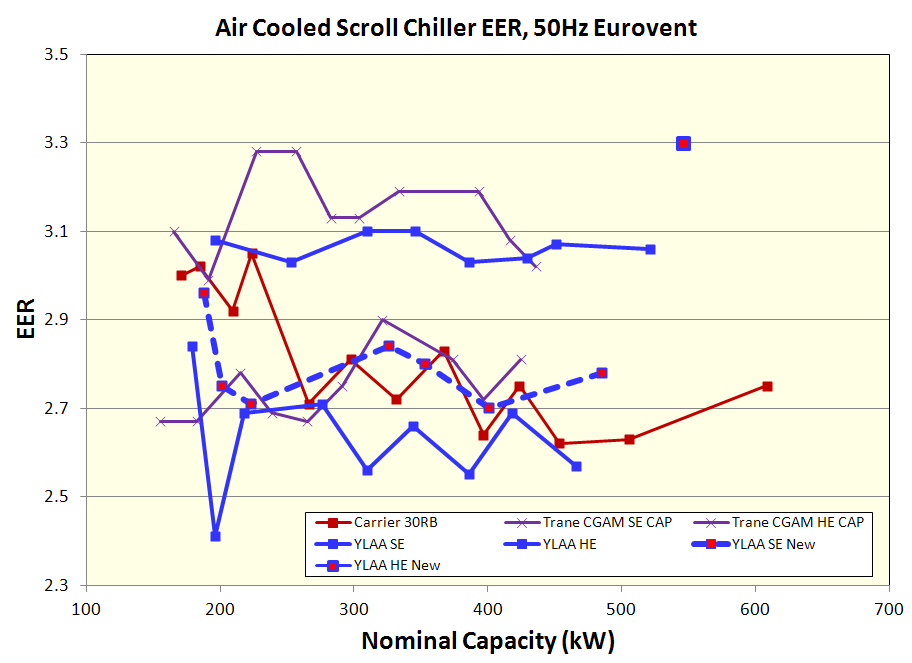 Air Cooled Scroll Chiller EER, 50Hz Eurovent
3.5
3.3
3.1
2.9
2.7
2.5
2.3
EER
Carrier 30RB Trane CGAM SE CAP Trane CGAM HE CAP
YLAA SE YLAA HE YLAA SE New
YLAA HE New
100 200 300 400 500 600 700
Nominal Capacity (kW)